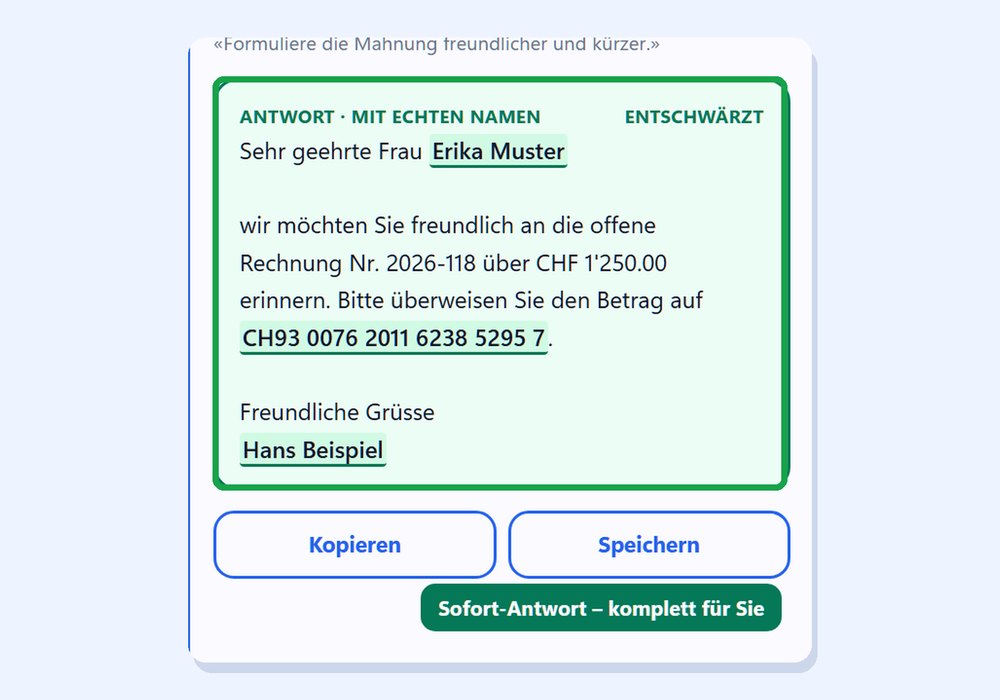 «Formuliere die Mahnung freundlicher und kürzer.»
ANTWORT · MIT ECHTEN NAMEN ENTSCHWÄRZT
Sehr geehrte Frau Erika Muster
wir möchten Sie freundlich an die offene
Rechnung Nr. 2026-118 über CHF 1'250.00
erinnern. Bitte überweisen Sie den Betrag auf
CH93 0076 2011 6238 5295 7.
Freundliche Grüsse
Hans Beispiel
Kopieren Speichern
Sofort-Antwort – komplett für Sie